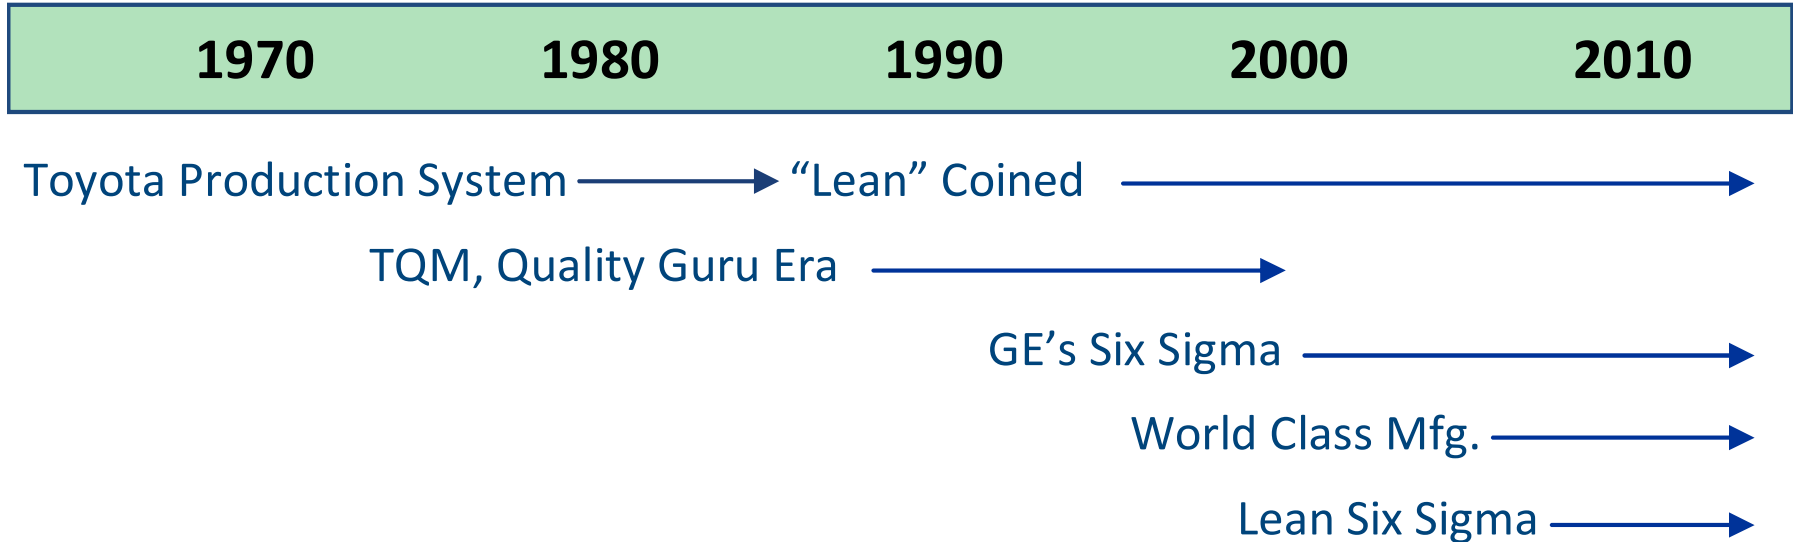 1970 1980 1990 2000 2010
Toyota Production System “Lean” Coined
TQM, Quality Guru Era
GE’s Six Sigma
World Class Mfg.
Lean Six Sigma